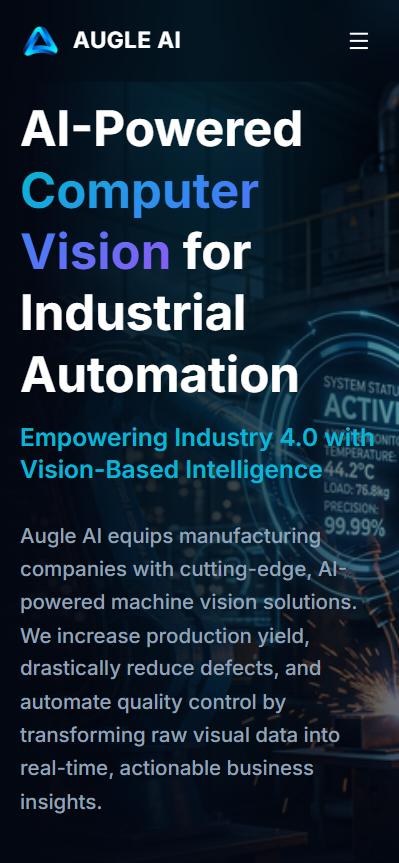 AUGLE AI
AI-Powered
Computer
Vision for
Industrial
Automation
SYSTEM STATU
ACTIVE
Empowering Industry 4.0 with
Vision-Based Intelligence
TEMPERATURE:
44.2°C
LOAD: 76.8kg
PRECISION:
99.99%
Augle AI equips manufacturing
companies with cutting-edge, AI-
powered machine vision solutions.
We increase production yield,
drastically reduce defects, and
automate quality control by
transforming raw visual data into
real-time, actionable business
insights.